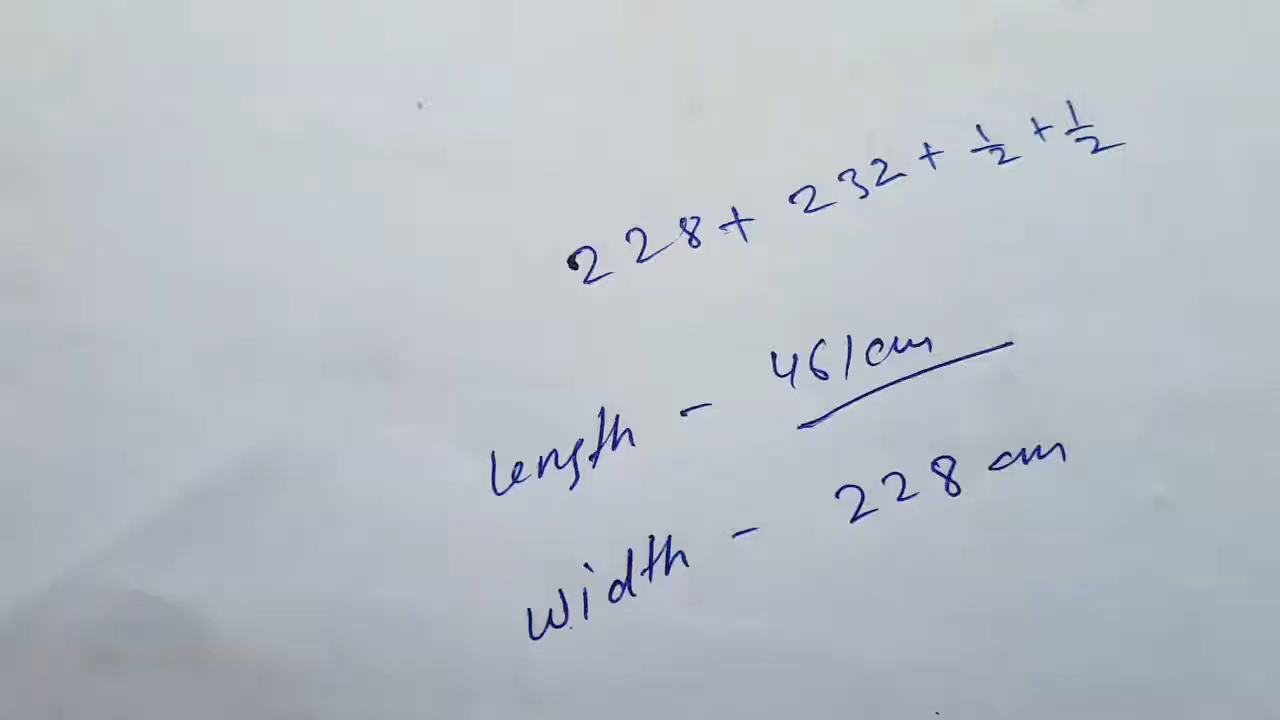 228 + 232 + 1/2 + 1/2
length - 461 cm
width - 228 cm